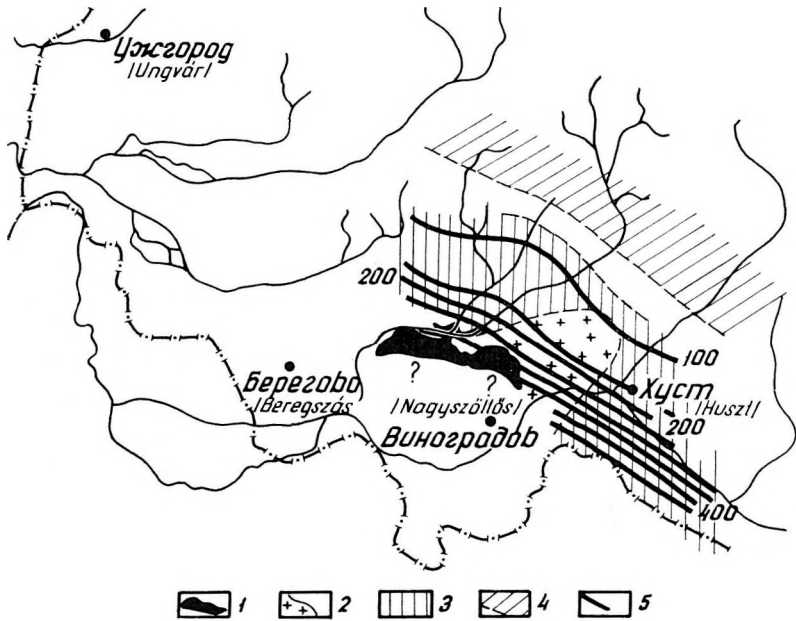 Ужгород
/Ungvár/
200
100
Берегово
/Beregszás
?
?
/Nagyszöllős/
Виноградов
Хуст
/Huszt/
200
400
1
2
3
4
5